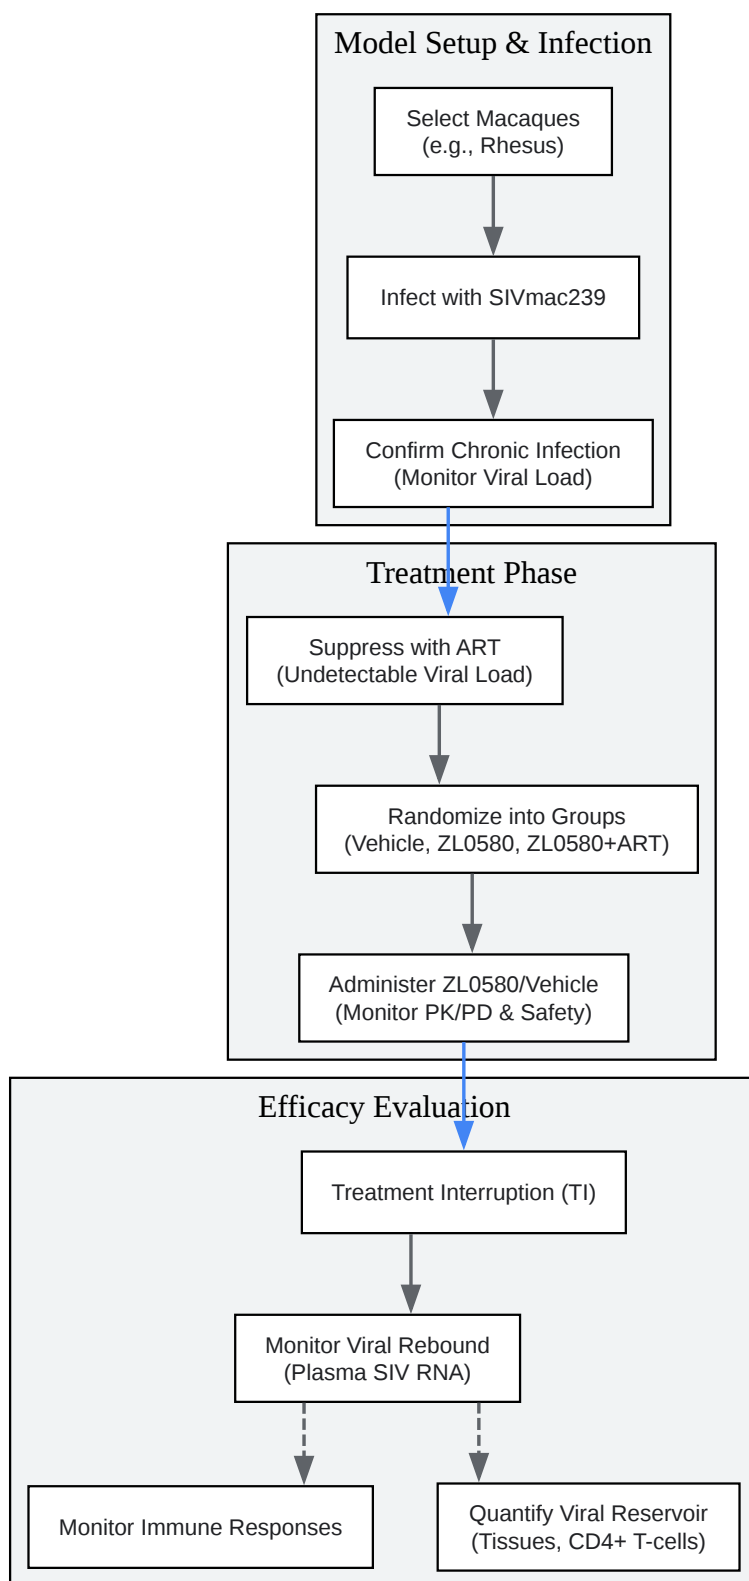 Model Setup & Infection
Select Macaques
(e.g., Rhesus)
Infect with SIVmac239
Confirm Chronic Infection
(Monitor Viral Load)
Treatment Phase
Suppress with ART
(Undetectable Viral Load)
Randomize into Groups
(Vehicle, ZL0580, ZL0580+ART)
Administer ZL0580/Vehicle
(Monitor PK/PD & Safety)
Efficacy Evaluation
Treatment Interruption (TI)
Monitor Viral Rebound
(Plasma SIV RNA)
Monitor Immune Responses
Quantify Viral Reservoir
(Tissues, CD4+ T-cells)